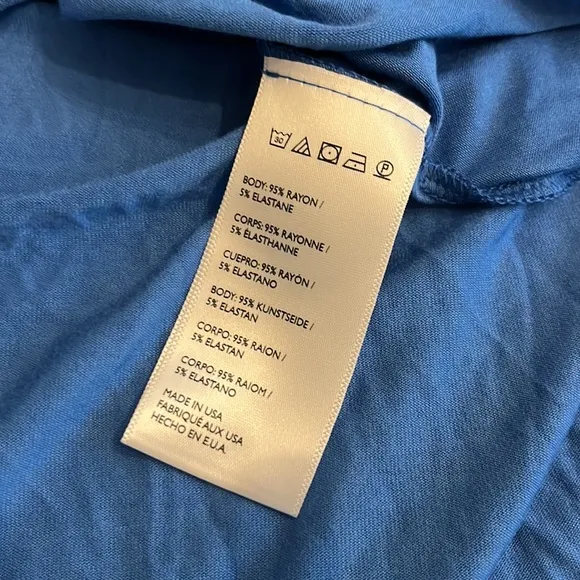 30 P
BODY: 95% RAYON /
5% ELASTANE
CORPS: 95% RAYONNE /
5% ÉLASTHANNE
CUEPRO: 95% RAYÓN /
5% ELASTANO
BODY: 95% KUNSTSEIDE /
5% ELASTAN
CORPO: 95% RAION /
5% ELASTAN
CORPO: 95% RAIOM /
5% ELASTANO
MADE IN USA
FABRIQUÉ AUX USA
HECHO EN E.U.A.